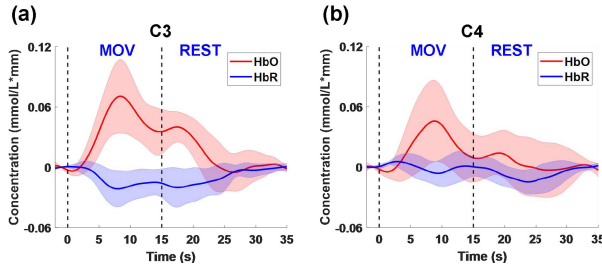 (a)
C3
MOV
REST
HbO
HbR
Concentration (mmol/L*mm)
0.12
0.06
0
-0.06
0 5 10 15 20 25 30 35
Time (s)
(b)
C4
MOV
REST
HbO
HbR
Concentration (mmol/L*mm)
0.12
0.06
0
-0.06
0 5 10 15 20 25 30 35
Time (s)